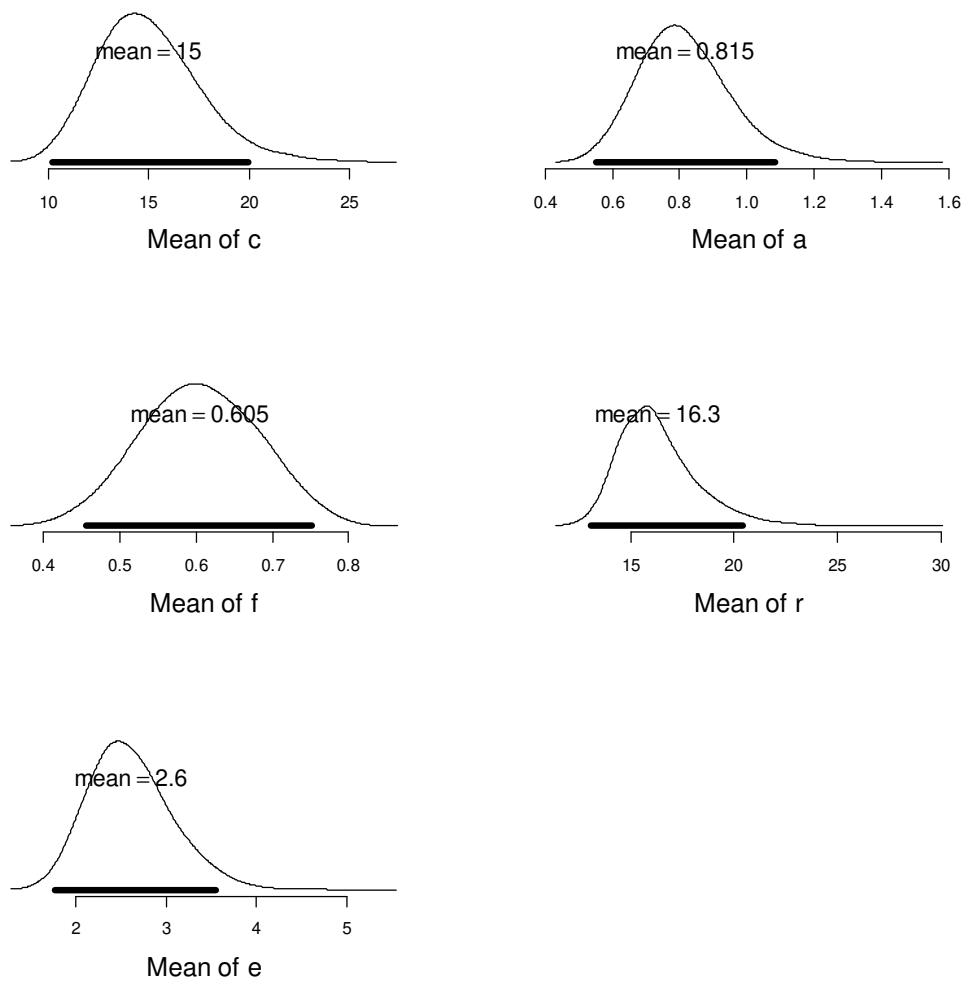 mean = 15
10 15 20 25
Mean of c
mean = 0.815
0.4 0.6 0.8 1.0 1.2 1.4 1.6
Mean of a
mean = 0.605
0.4 0.5 0.6 0.7 0.8
Mean of f
mean = 16.3
15 20 25 30
Mean of r
mean = 2.6
2 3 4 5
Mean of e